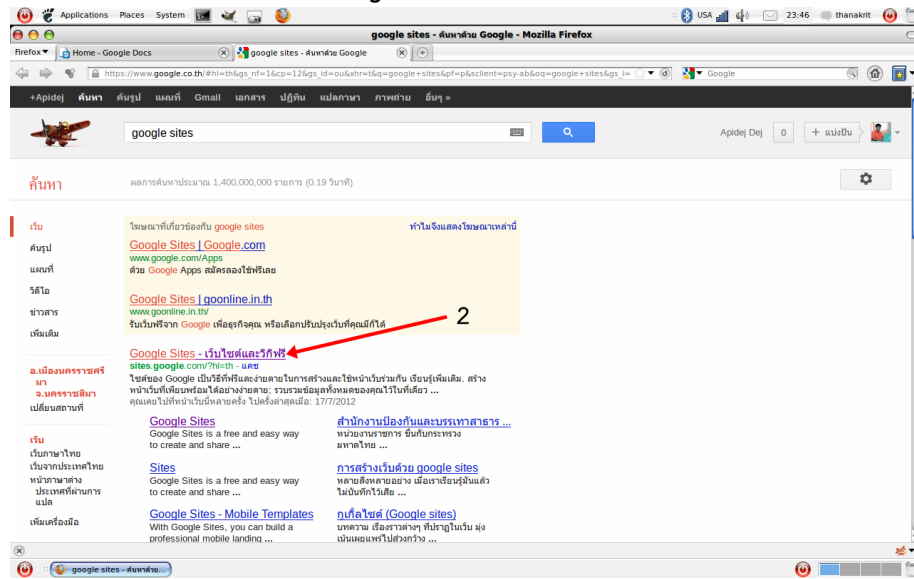 Applications Places System USA 23:46 thanakrit
google sites - ค้นหาด้วย Google - Mozilla Firefox
Firefox Home - Google Docs google sites - ค้นหาด้วย Google
https://www.google.co.th/#hl=th&gs_nf=1&cp=12&gs_id=ou&xhr=t&q=google+sites&pf=p&sclient=psy-ab&oq=google+sites&gs_l= Google
+Apidej ค้นหา ค้นรูป แผนที่ Gmail เอกสาร ปฏิทิน แปลภาษา ภาพถ่าย อื่นๆ »
google sites Apidej Dej 0 + แบ่งปัน
ค้นหา ผลการค้นหาประมาณ 1,400,000,000 รายการ (0.19 วินาที)
เว็บ
ค้นรูป
แผนที่
วิดีโอ
ข่าวสาร
เพิ่มเติม
อ.เมืองนครราชศรี
มา
จ.นครราชสีมา
เปลี่ยนสถานที่
เว็บ
เว็บภาษาไทย
เว็บจากประเทศไทย
หน้าภาษาต่าง
ประเทศที่ผ่านการ
แปล
เพิ่มเครื่องมือ
โฆษณาที่เกี่ยวข้องกับ google sites ทำไมจึงแสดงโฆษณาเหล่านี้
Google Sites | Google.com
www.google.com/Apps
ด้วย Google Apps สมัครลองใช้ฟรีเลย
Google Sites | goonline.in.th
www.goonline.in.th/
รับเว็บฟรีจาก Google เพื่อธุรกิจคุณ หรือเลือกปรับปรุงเว็บที่คุณมีก็ได้
2
Google Sites - เว็บไซต์และวิกิฟรี
sites.google.com/?hl=th - แคช
ไซต์ของ Google เป็นวิธีที่ฟรีและง่ายดายในการสร้างและใช้หน้าเว็บร่วมกัน เรียนรู้เพิ่มเติม. สร้าง
หน้าเว็บที่เพียบพร้อมได้อย่างง่ายดาย; รวบรวมข้อมูลทั้งหมดของคุณไว้ในที่เดียว ...
คุณเคยไปที่หน้าเว็บนี้หลายครั้ง ไปครั้งล่าสุดเมื่อ: 17/7/2012
Google Sites
Google Sites is a free and easy way
to create and share ...
สำนักงานป้องกันและบรรเทาสาธาร ...
หน่วยงานราชการ ขึ้นกับกระทรวง
มหาดไทย ...
Sites
Google Sites is a free and easy way
to create and share ...
การสร้างเว็บด้วย google sites
หลายสิ่งหลายอย่าง เมื่อเราเรียนรู้มันแล้ว
ไม่บันทึกไว้เสีย ...
Google Sites - Mobile Templates
With Google Sites, you can build a
professional mobile landing ...
กูเกิ้ลไซต์ (Google sites)
บทความ เรื่องราวต่างๆ ที่ปราฏในเว็บ มุ่ง
เน้นเผยแพร่ไปสู่วงกว้าง ...
google sites - ค้นหาด้วย...